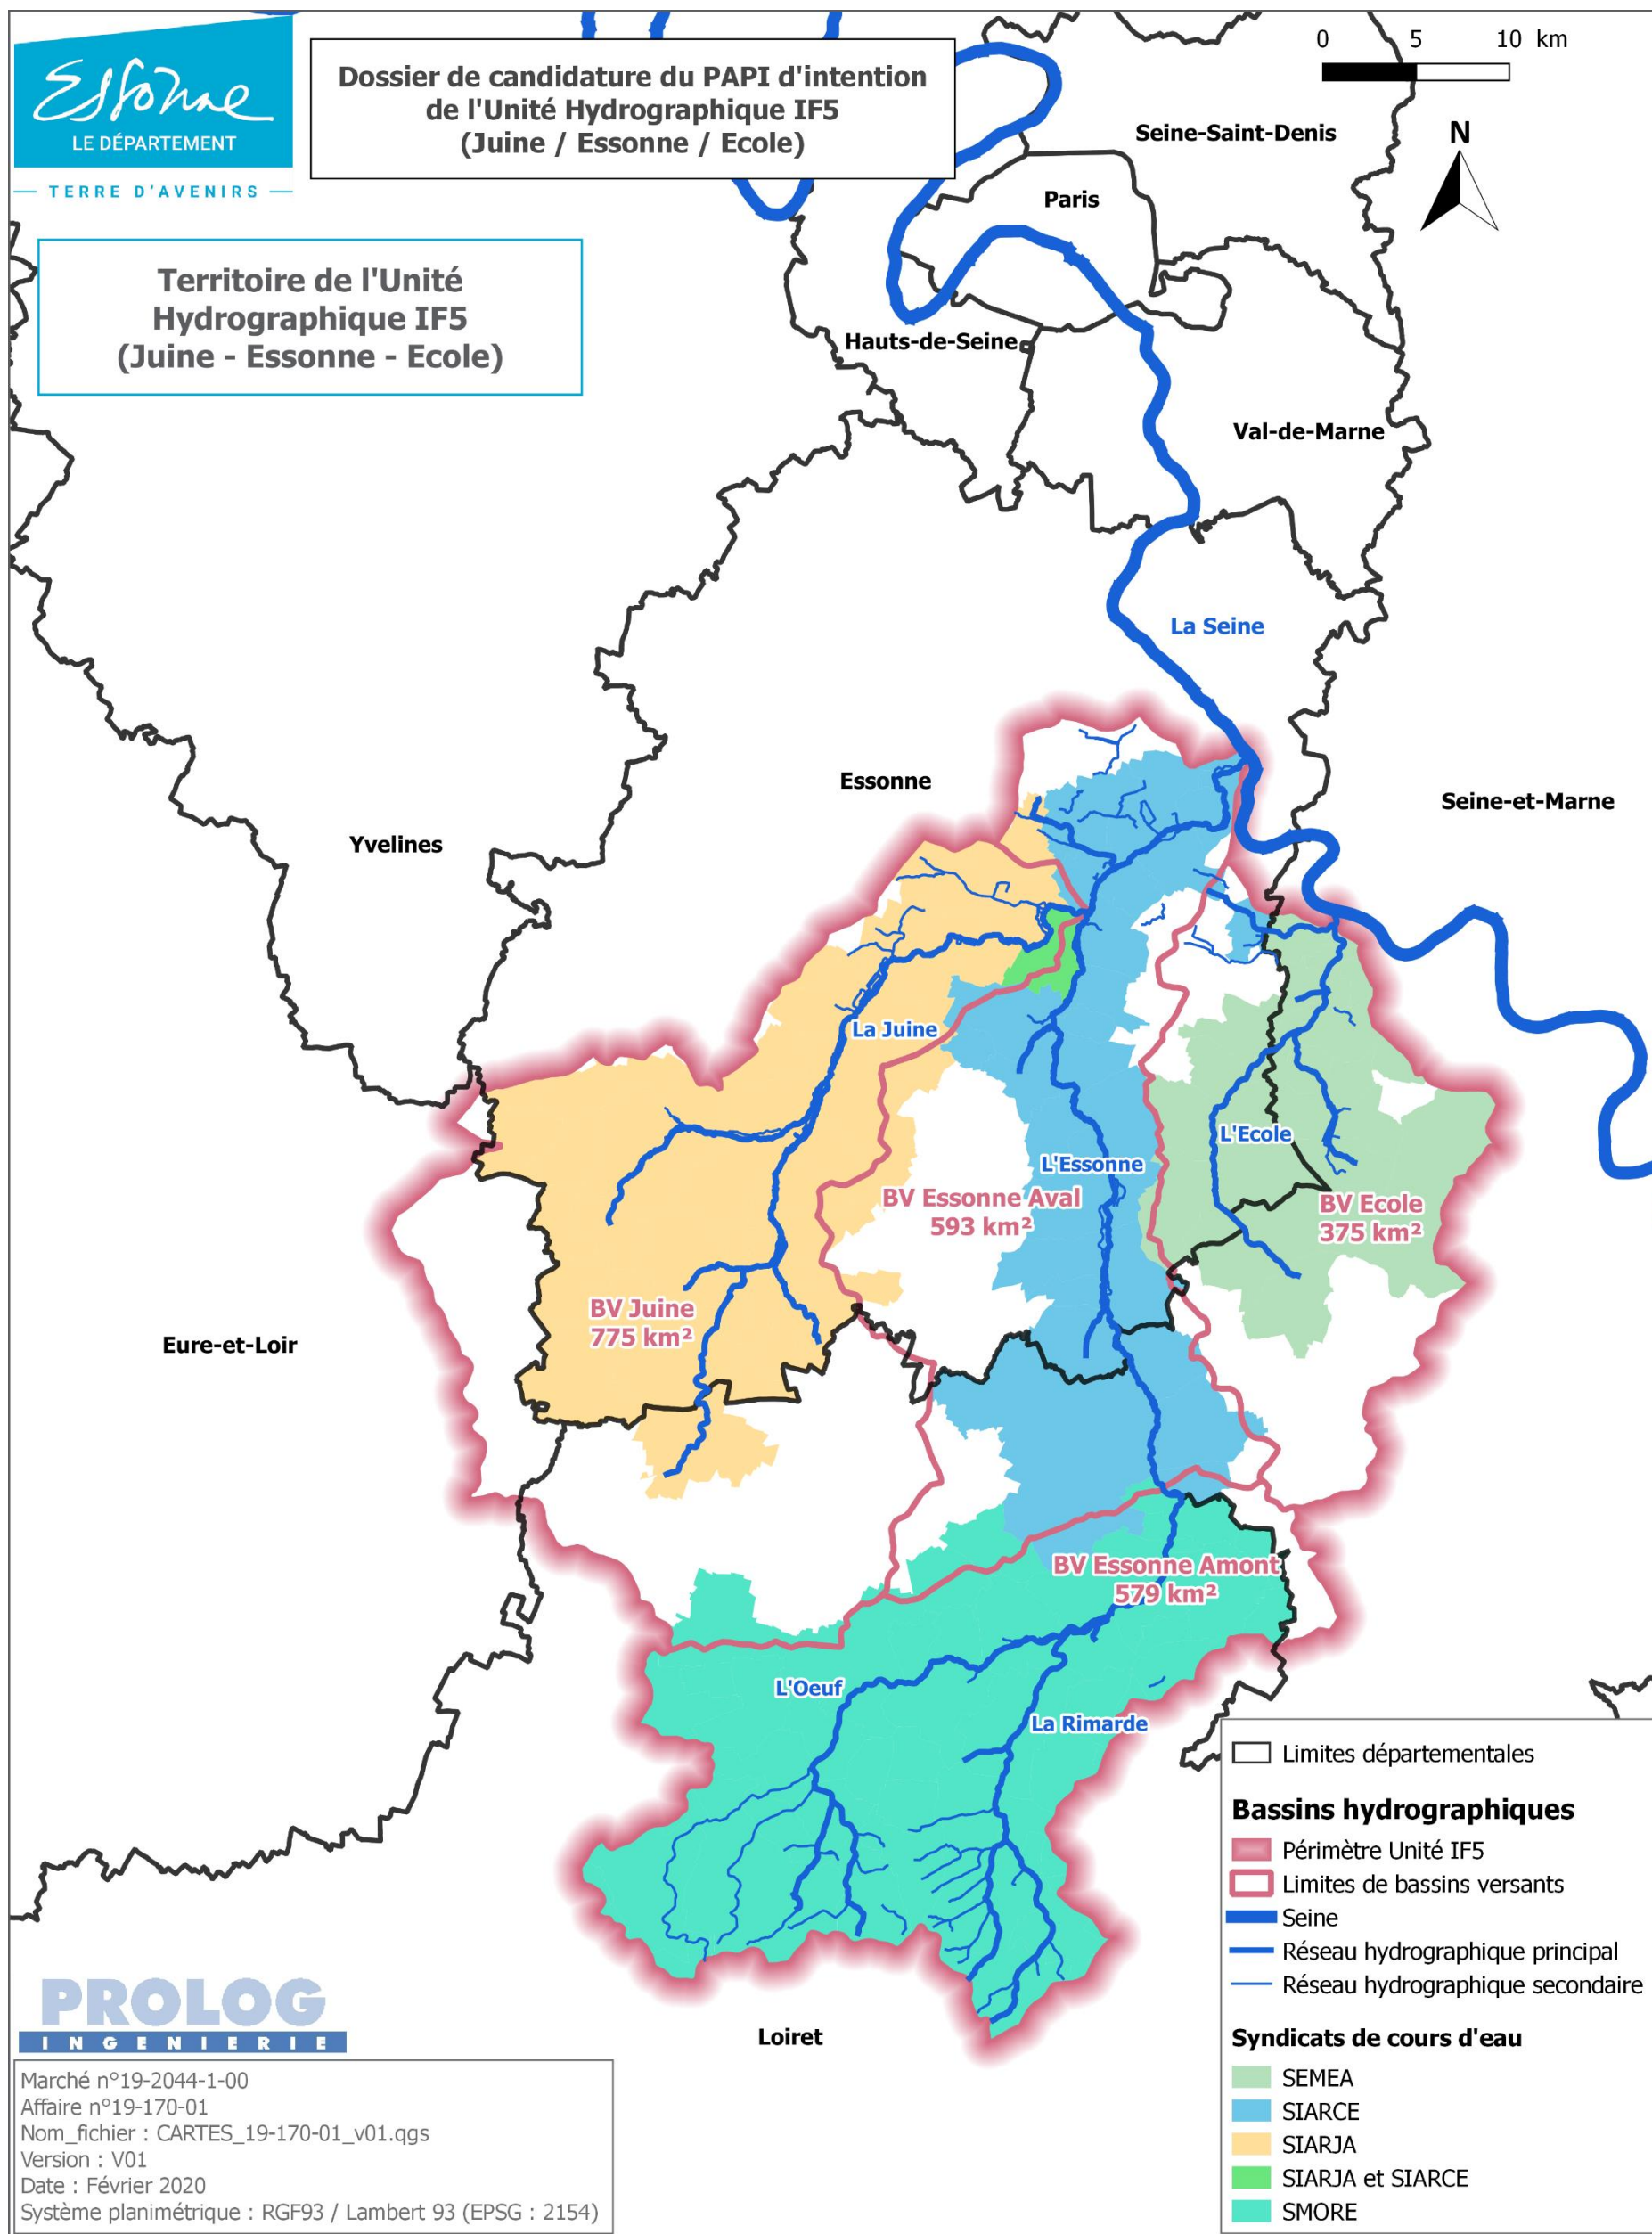 Essonne
LE DÉPARTEMENT
TERRE D'AVENIRS
Dossier de candidature du PAPI d'intention
de l'Unité Hydrographique IF5
(Juine / Essonne / Ecole)
0 5 10 km
N
Territoire de l'Unité
Hydrographique IF5
(Juine - Essonne - Ecole)
Seine-Saint-Denis
Paris
Hauts-de-Seine
Val-de-Marne
La Seine
Essonne
Seine-et-Marne
Yvelines
La Juine
L'Ecole
L'Essonne
BV Essonne Aval
593 km²
BV Ecole
375 km²
BV Juine
775 km²
Eure-et-Loir
BV Essonne Amont
579 km²
L'Oeuf
La Rimarde
Loiret
Limites départementales
Bassins hydrographiques
Périmètre Unité IF5
Limites de bassins versants
Seine
Réseau hydrographique principal
Réseau hydrographique secondaire
Syndicats de cours d'eau
SEMEA
SIARCE
SIARJA
SIARJA et SIARCE
SMORE
PROLOG
INGENIERIE
Marché n°19-2044-1-00
Affaire n°19-170-01
Nom_fichier : CARTES_19-170-01_v01.qgs
Version : V01
Date : Février 2020
Système planimétrique : RGF93 / Lambert 93 (EPSG : 2154)